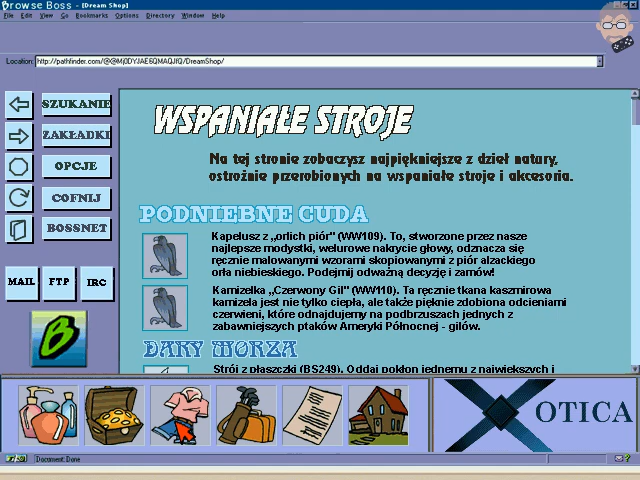 Browse Boss - [Dream Shop]
File Edit View Go Bookmarks Options Directory Window Help
Location: http://pathfinder.com/@@Mj0DYJAE6QMAQJfQ/DreamShop/
SZUKANIE
ZAKŁADKI
OPCJE
COFNIJ
BOSSNET
MAIL FTP IRC
B
WSPANIAŁE STROJE
Na tej stronie zobaczysz najpiękniejsze z dzieł natury,
ostrożnie przerobionych na wspaniałe stroje i akcesoria.
PODNIEBNE CUDA
Kapelusz z „orlich piór" (WW109). To, stworzone przez nasze
najlepsze modystki, welurowe nakrycie głowy, odznacza się
ręcznie malowanymi wzorami skopiowanymi z piór alzackiego
orła niebieskiego. Podejmij odważną decyzję i zamów!
Kamizelka „Czerwony Gil" (WW110). Ta ręcznie tkana kaszmirowa
kamizela jest nie tylko ciepła, ale także pięknie zdobiona odcieniami
czerwieni, które odnajdujemy na podbrzuszach jednych z
zabawniejszych ptaków Ameryki Północnej - gilów.
DARY MORZA
Strój z płaszczki (BS249). Oddaj pokłon jednemu z największych i
XOTICA
Document: Done